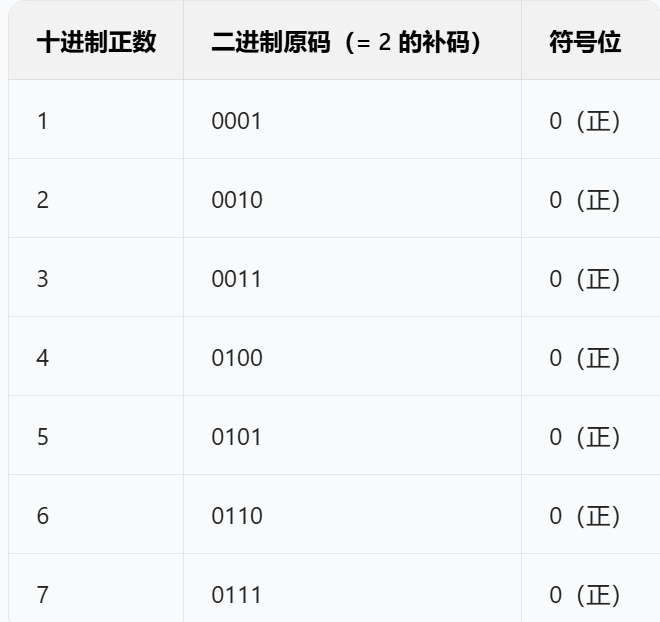 十进制正数 二进制原码（= 2 的补码） 符号位
1 0001 0（正）
2 0010 0（正）
3 0011 0（正）
4 0100 0（正）
5 0101 0（正）
6 0110 0（正）
7 0111 0（正）